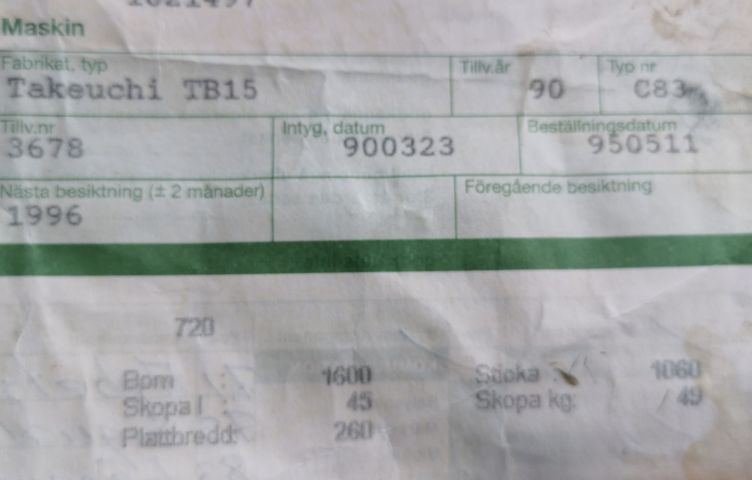 Maskin
Fabrikat, typ Tillv.år Typ nr
Takeuchi TB15 90 C83
Tillv.nr Intyg, datum Beställningsdatum
3678 900323 950511
Nästa besiktning (± 2 månader) Föregående besiktning
1996
720
Bom : 1600 Sticka : 1060
Skopa l : 45 Skopa kg: 49
Plattbredd: 260